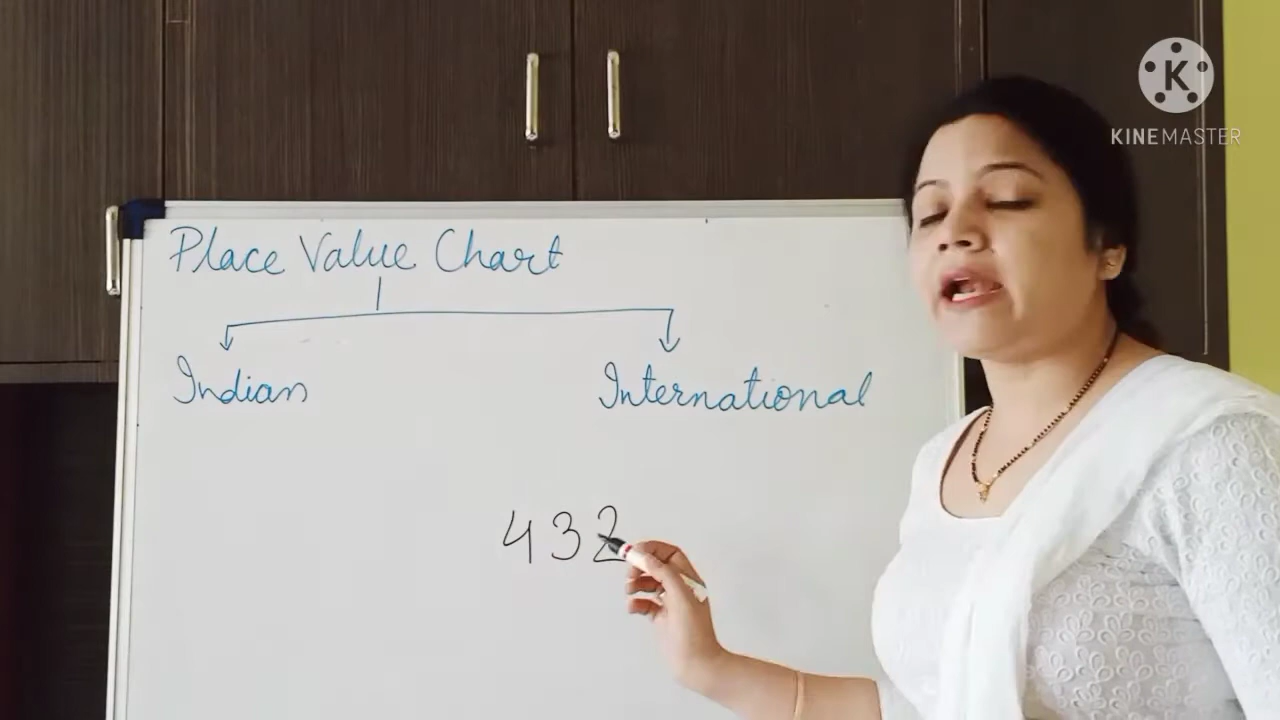 Place Value Chart
Indian International
432
K
KINEMASTER